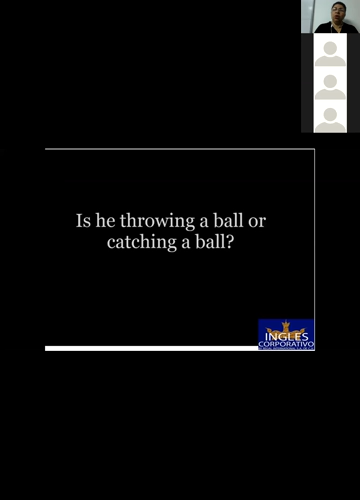 Is he throwing a ball or
catching a ball?
INGLES
CORPORATIVO